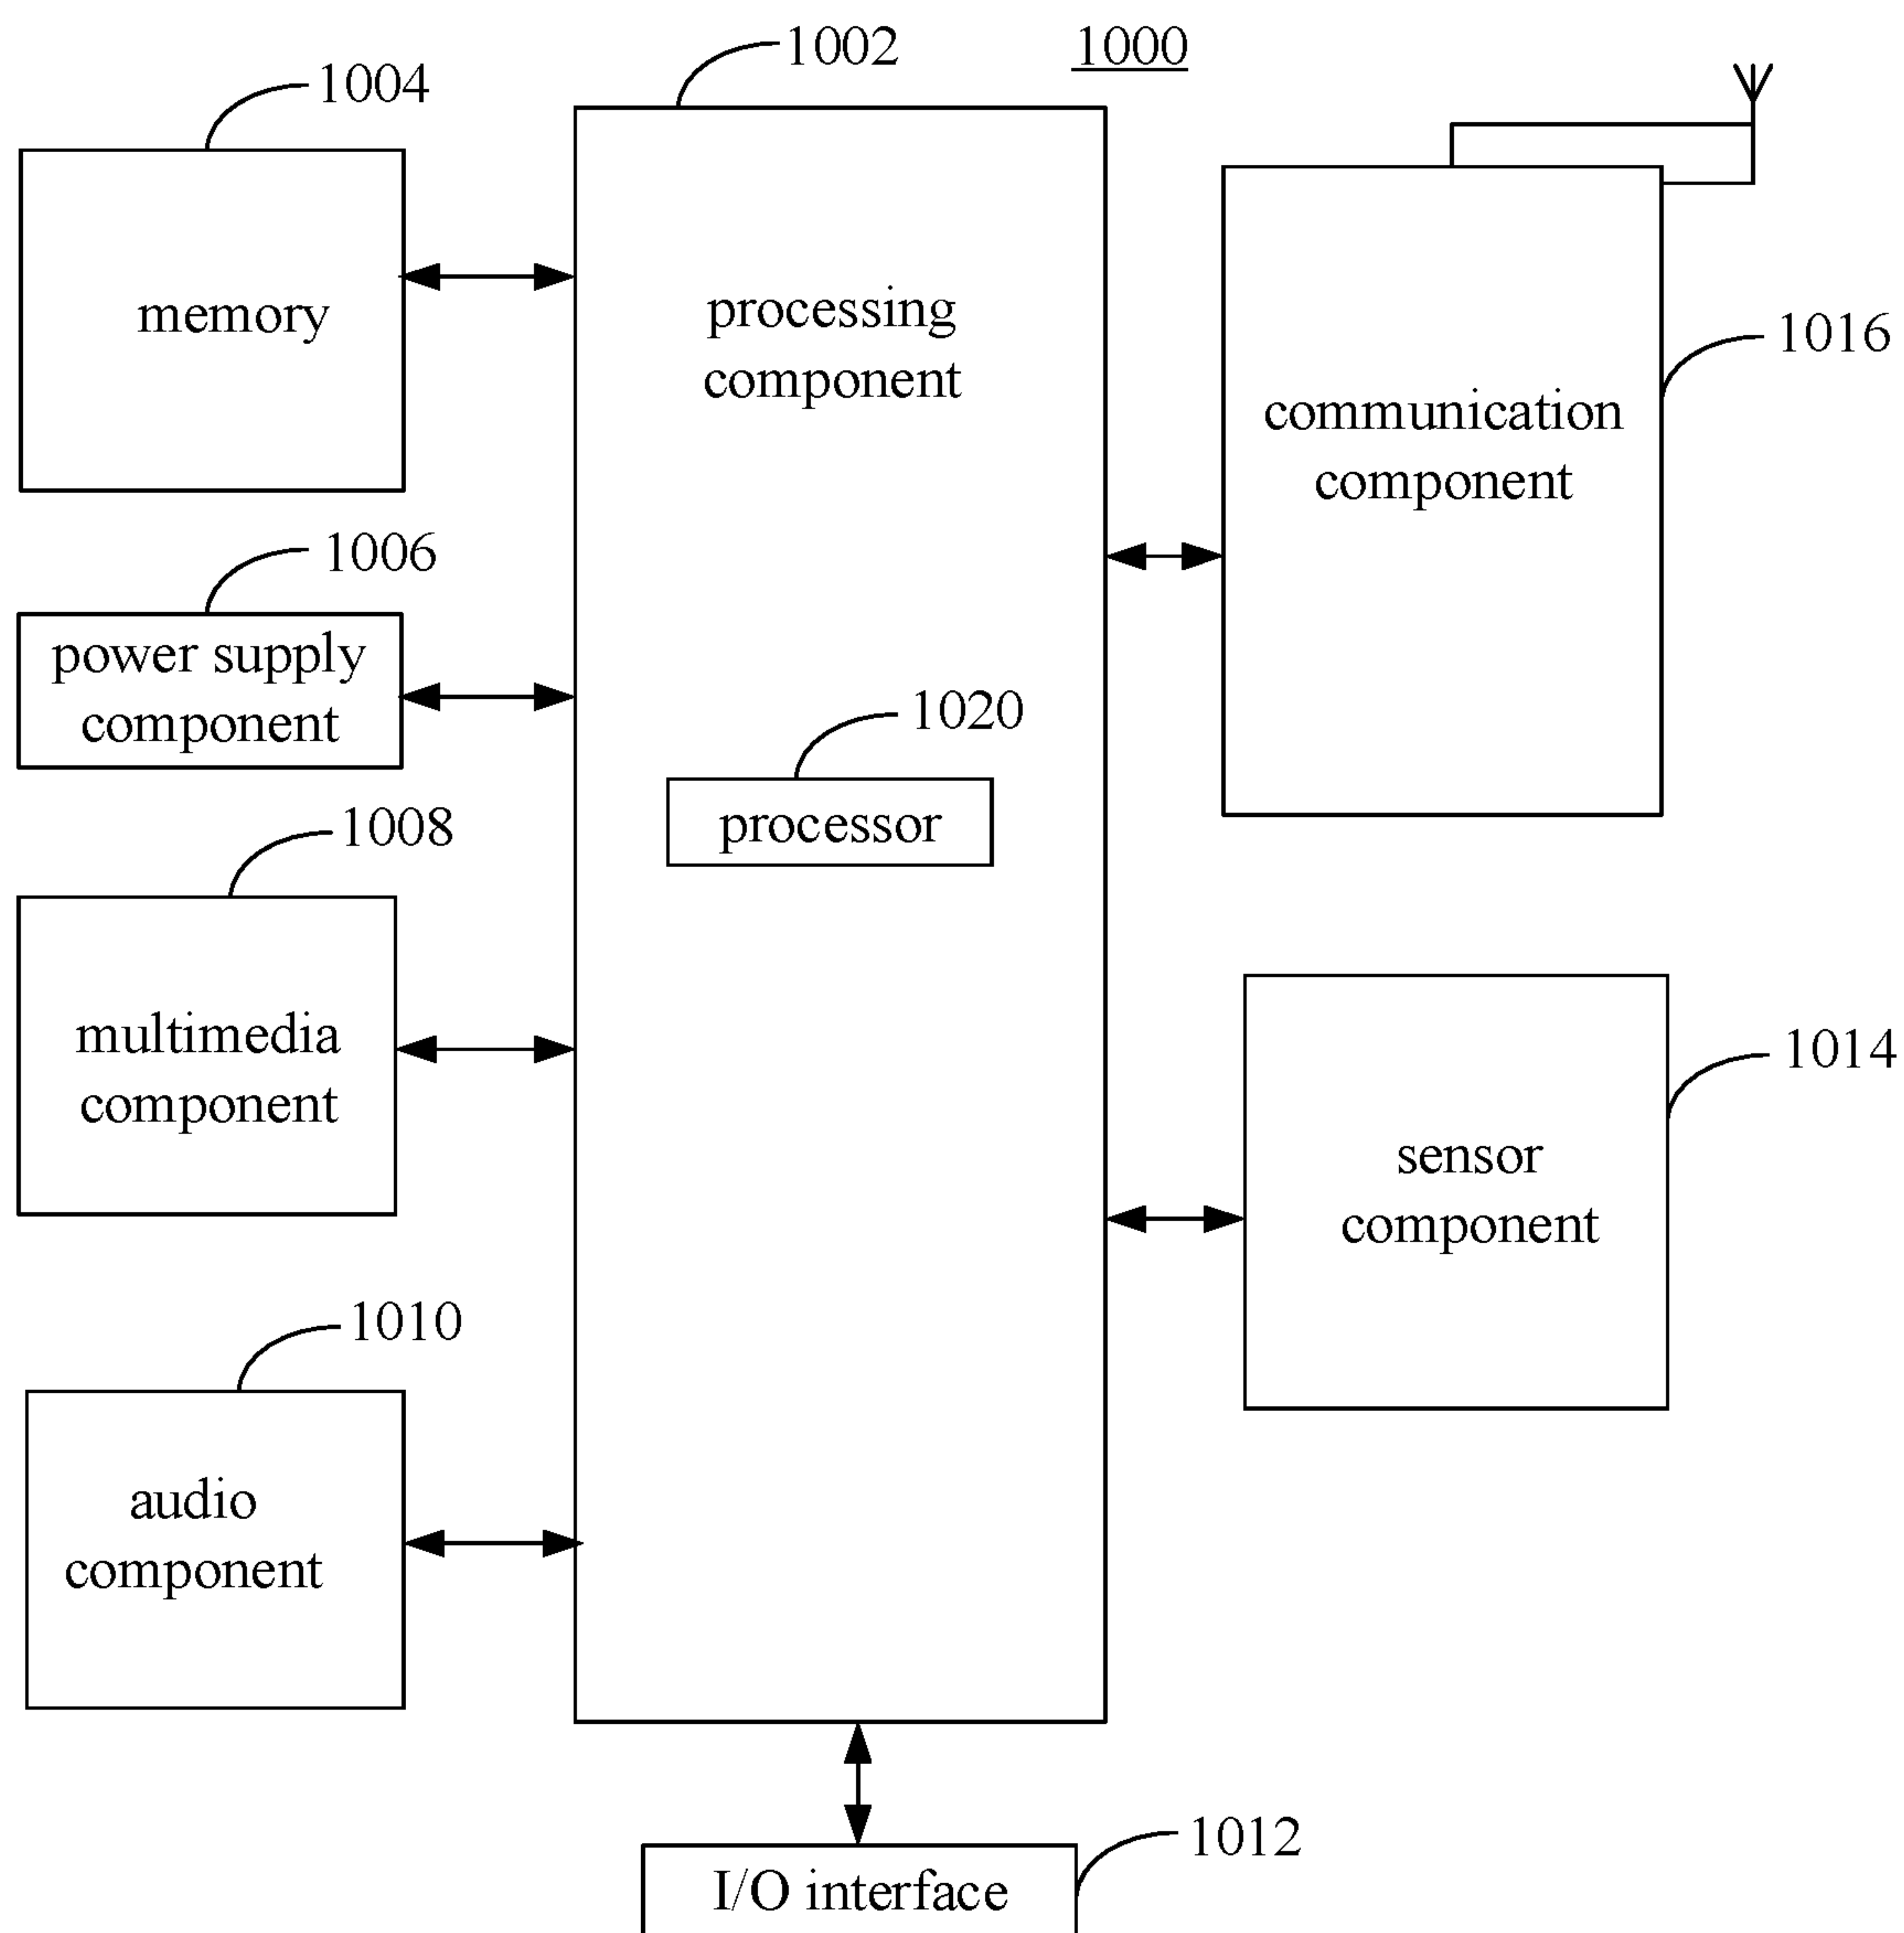 1002
1000
1004
memory
processing
component
communication
component
1016
1006
power supply
component
1020
processor
1008
multimedia
component
1014
sensor
component
1010
audio
component
1012
I/O interface